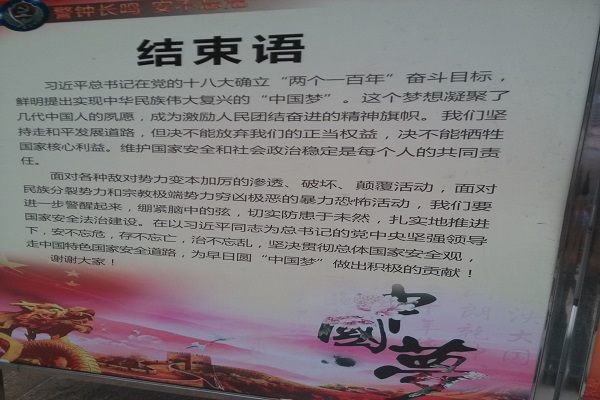 结束语
习近平总书记在党的十八大确立“两个一百年”奋斗目标，
鲜明提出实现中华民族伟大复兴的“中国梦”。这个梦想凝聚了
几代中国人的夙愿，成为激励人民团结奋进的精神旗帜。我们坚
持走和平发展道路，但决不能放弃我们的正当权益，决不能牺牲
国家核心利益。维护国家安全和社会政治稳定是每个人的共同责
任。
面对各种敌对势力变本加厉的渗透、破坏、颠覆活动，面对
民族分裂势力和宗教极端势力穷凶极恶的暴力恐怖活动，我们要
进一步警醒起来，绷紧脑中的弦，切实防患于未然，扎实地推进
国家安全法治建设。在以习近平同志为总书记的党中央坚强领导
下，安不忘危，存不忘亡，治不忘乱，坚决贯彻总体国家安全观，
走中国特色国家安全道路，为早日圆“中国梦”做出积极的贡献！
谢谢大家！
中國夢